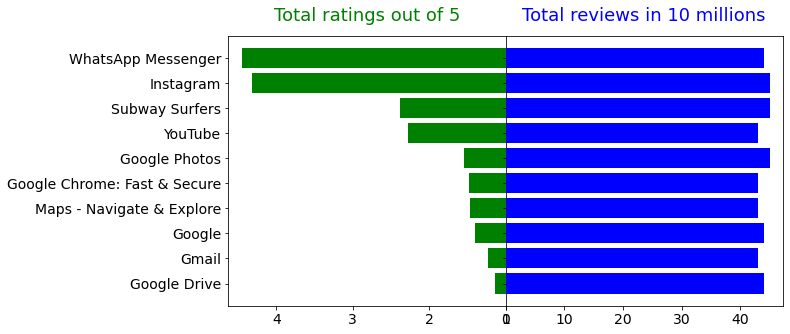 Total ratings out of 5 Total reviews in 10 millions
WhatsApp Messenger
Instagram
Subway Surfers
YouTube
Google Photos
Google Chrome: Fast & Secure
Maps - Navigate & Explore
Google
Gmail
Google Drive
4 3 2 1 0 10 20 30 40